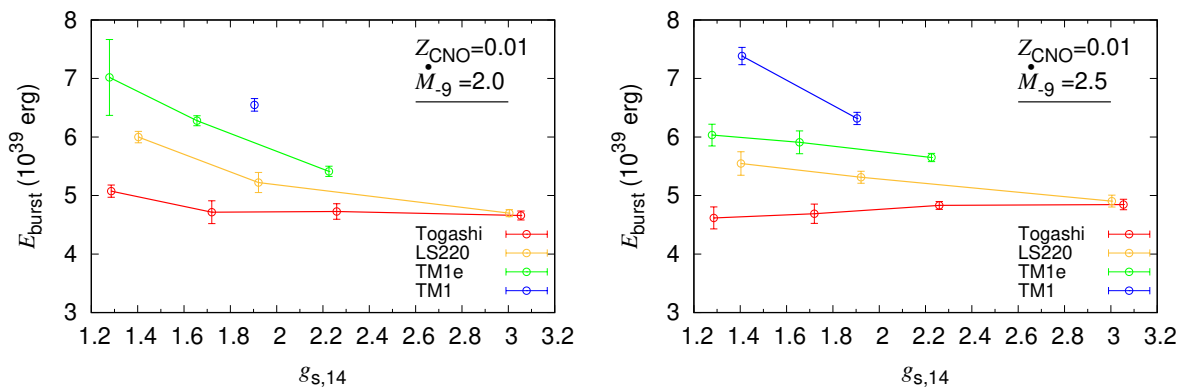 8
7
6
5
4
3
E_burst (10^39 erg)
Z_CNO=0.01
Ṁ_-9 =2.0
Togashi
LS220
TM1e
TM1
1.2 1.4 1.6 1.8 2 2.2 2.4 2.6 2.8 3 3.2
g_s,14
8
7
6
5
4
3
E_burst (10^39 erg)
Z_CNO=0.01
Ṁ_-9 =2.5
Togashi
LS220
TM1e
TM1
1.2 1.4 1.6 1.8 2 2.2 2.4 2.6 2.8 3 3.2
g_s,14